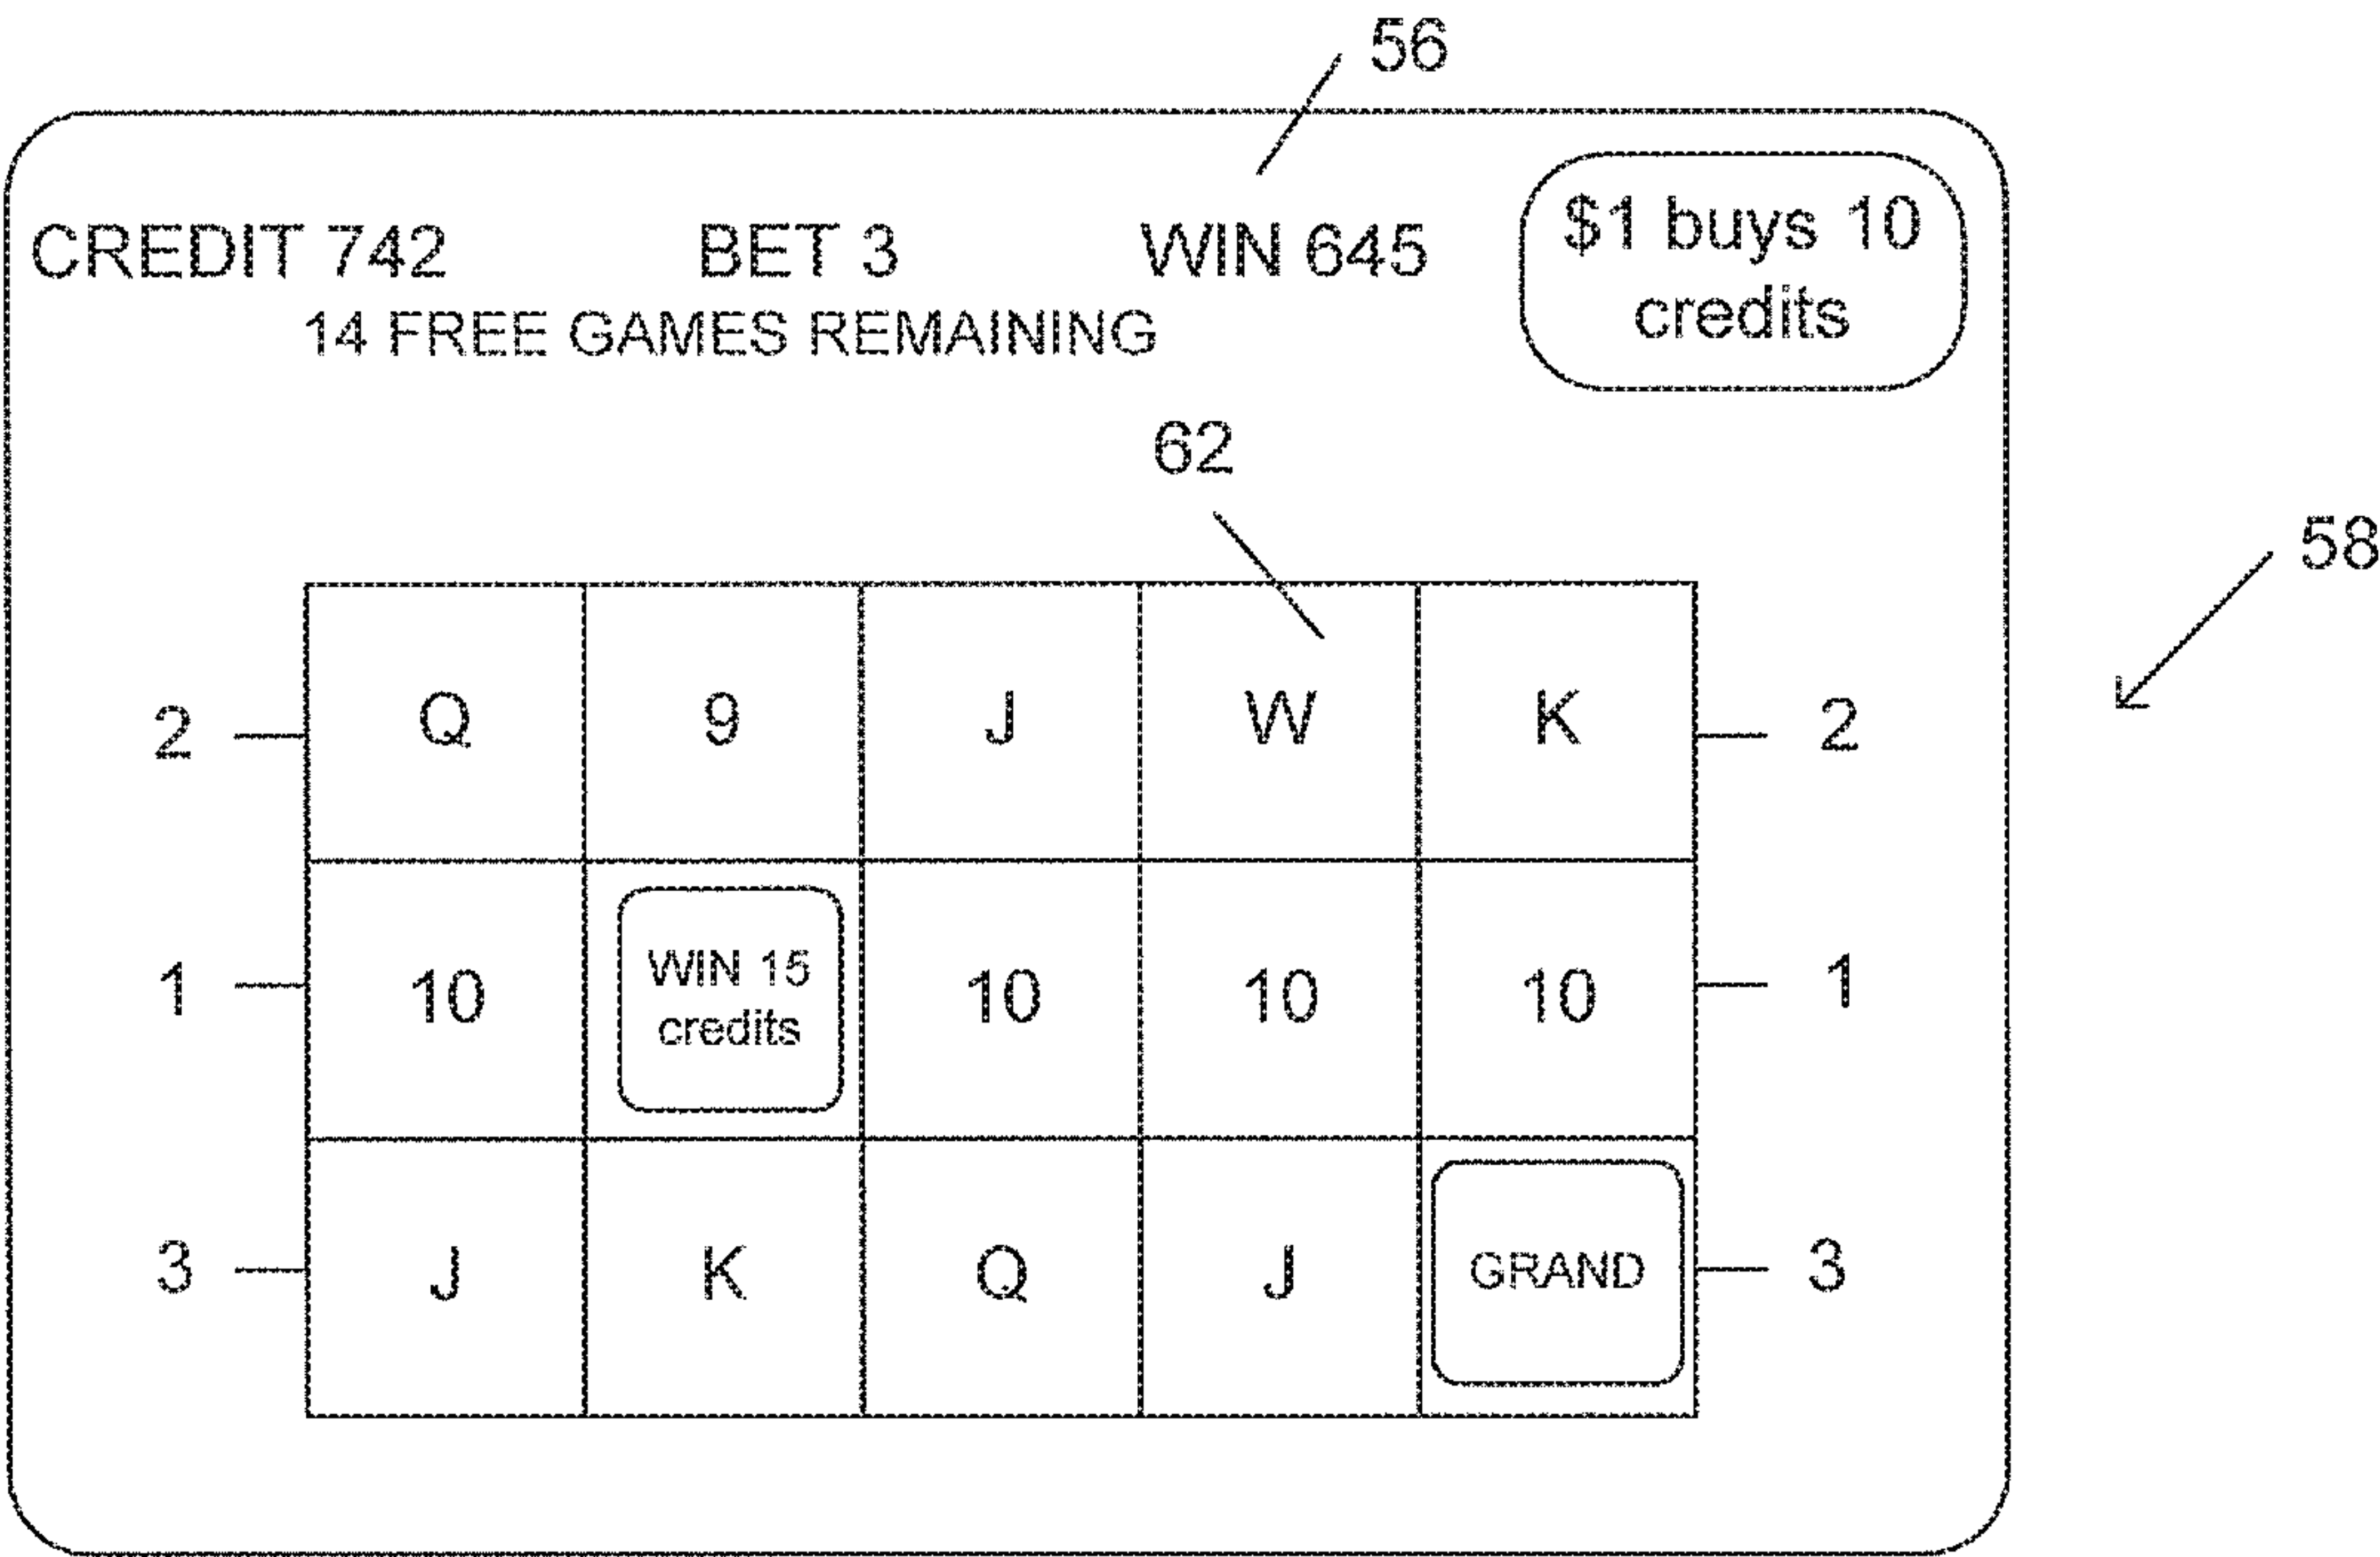 56
$1 buys 10
credits
CREDIT 742 BET 3 WIN 645
14 FREE GAMES REMAINING
62
58
2 Q 9 J W K 2
WIN 15
credits
1 10 10 10 10 1
3 J K Q J GRAND 3